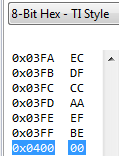 8-Bit Hex - TI Style
0x03FA EC
0x03FB DF
0x03FC CC
0x03FD AA
0x03FE EF
0x03FF BE
0x0400 00